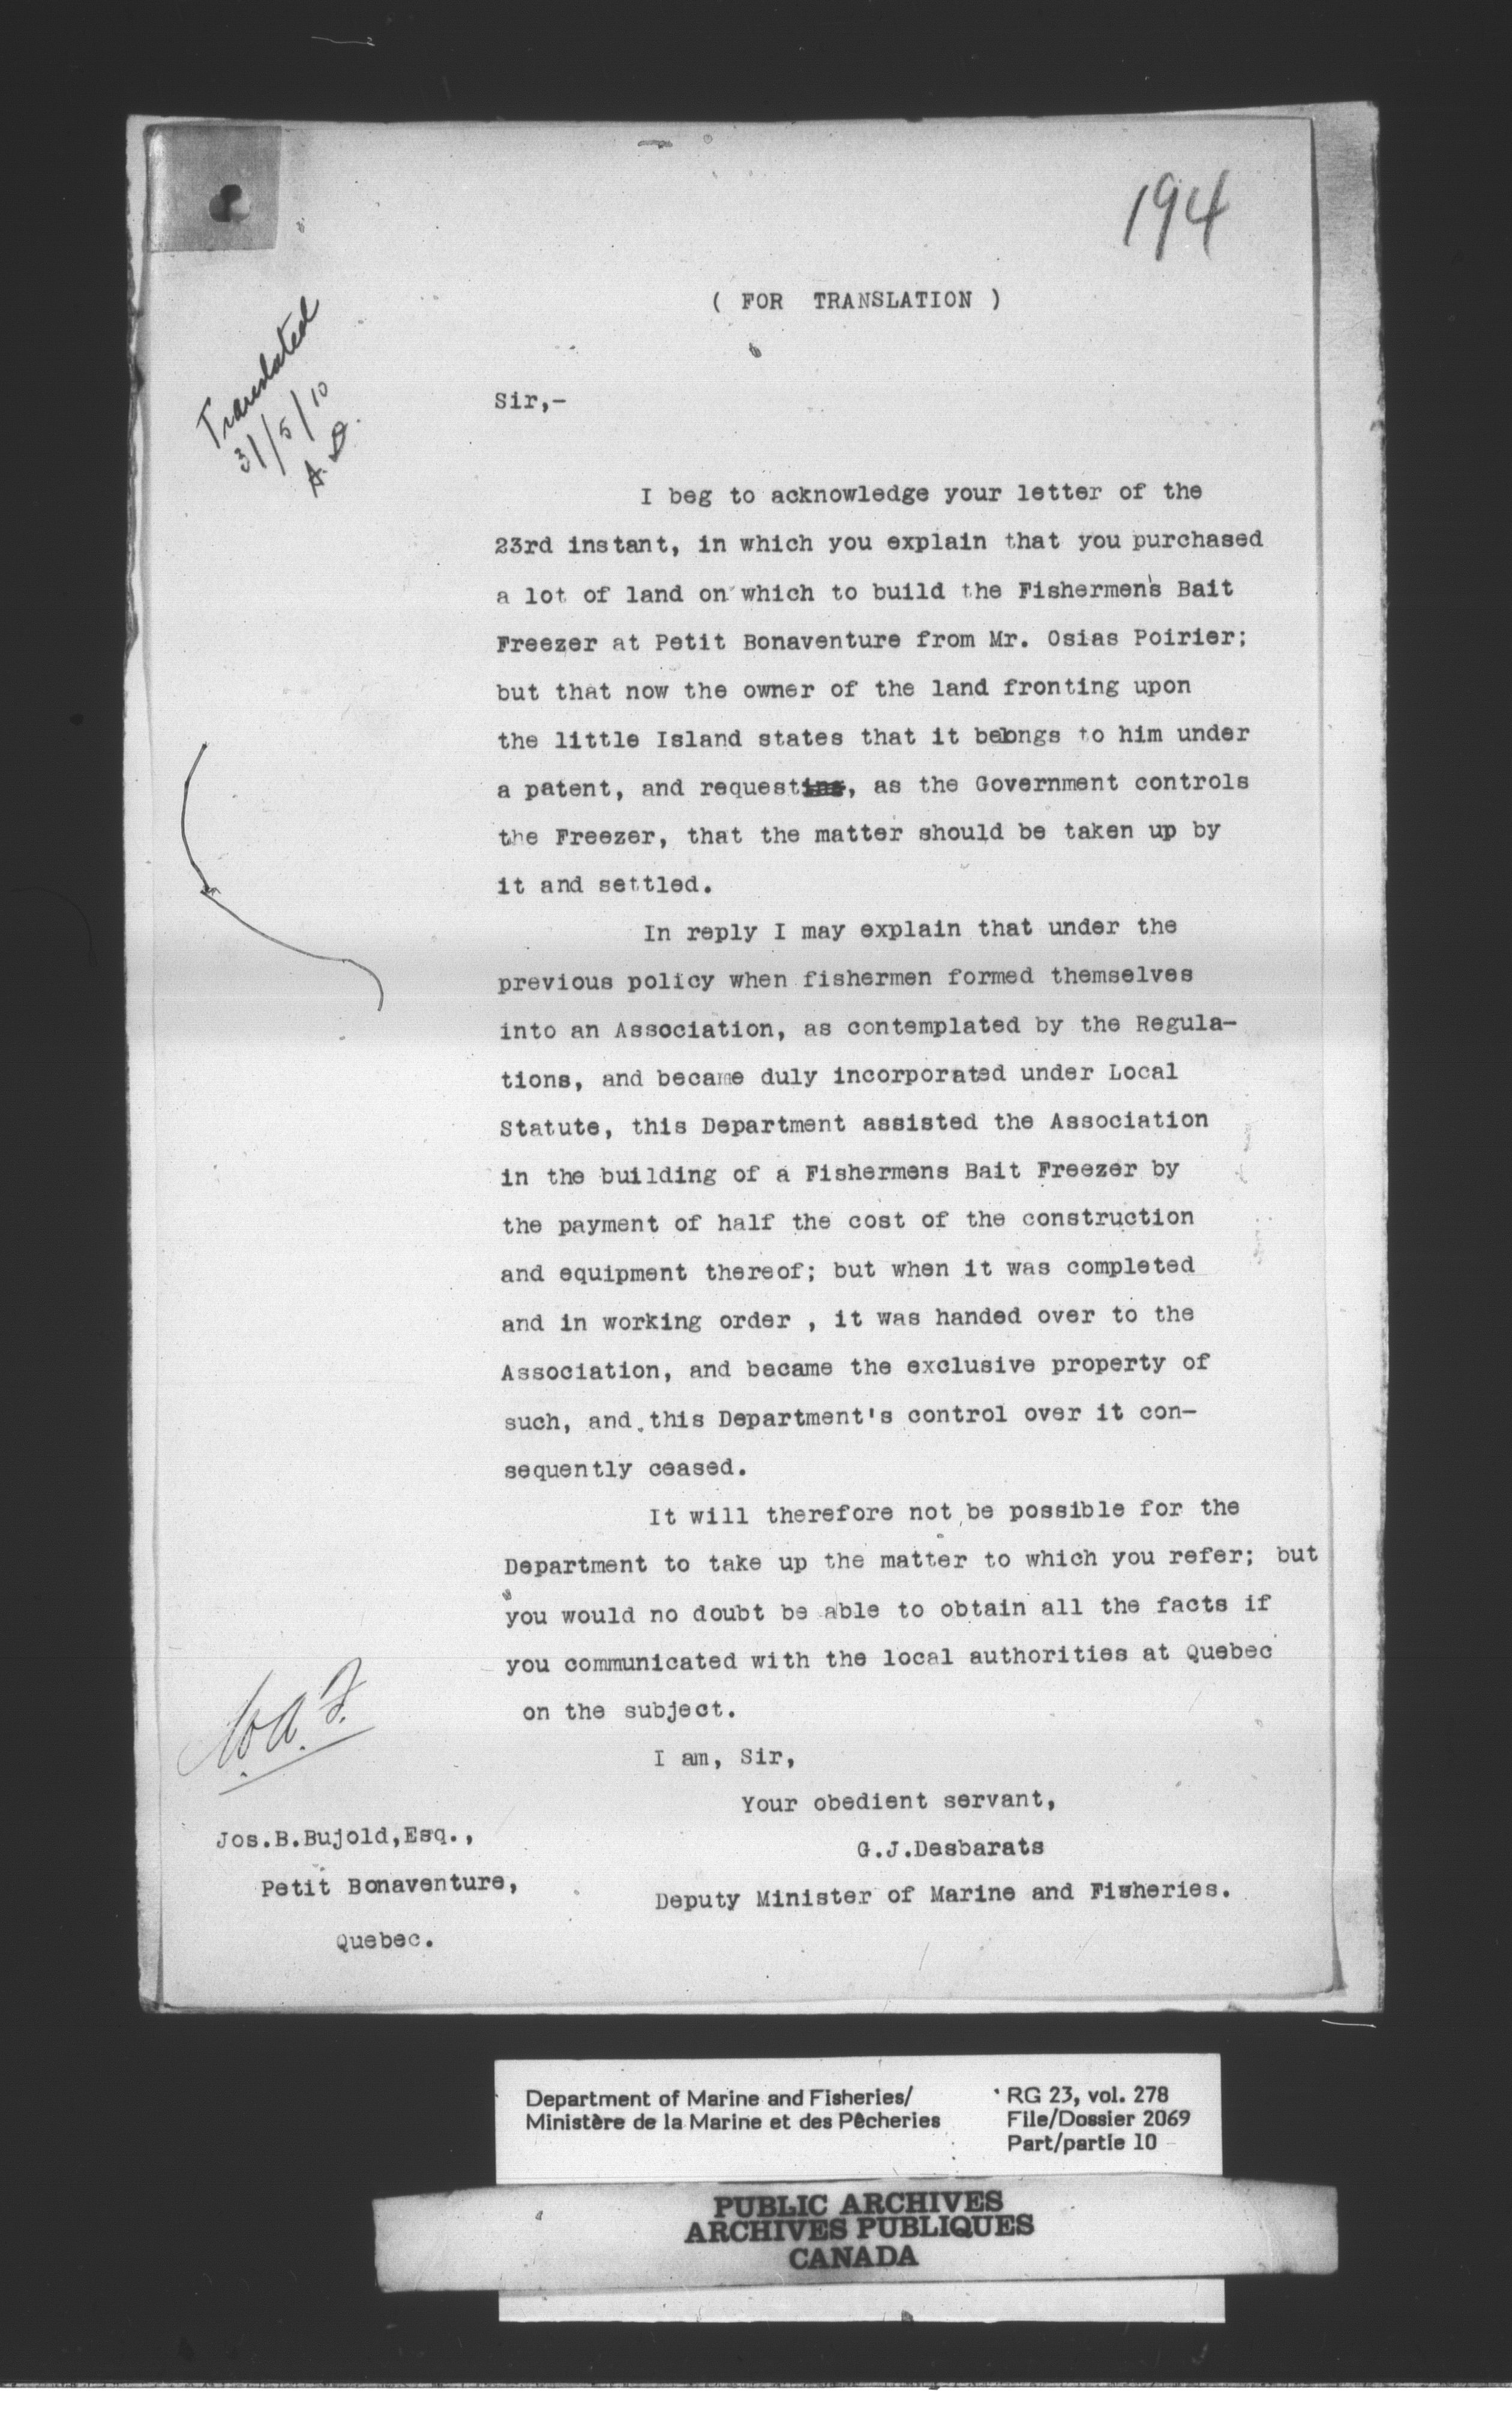 194
( FOR TRANSLATION )
Translated
31/5/10
A.D.
Sir,-
I beg to acknowledge your letter of the
23rd instant, in which you explain that you purchased
a lot of land on which to build the Fishermen's Bait
Freezer at Petit Bonaventure from Mr. Osias Poirier;
but that now the owner of the land fronting upon
the little Island states that it belongs to him under
a patent, and request, as the Government controls
the Freezer, that the matter should be taken up by
it and settled.
In reply I may explain that under the
previous policy when fishermen formed themselves
into an Association, as contemplated by the Regula-
tions, and became duly incorporated under Local
Statute, this Department assisted the Association
in the building of a Fishermens Bait Freezer by
the payment of half the cost of the construction
and equipment thereof; but when it was completed
and in working order , it was handed over to the
Association, and became the exclusive property of
such, and this Department's control over it con-
sequently ceased.
It will therefore not be possible for the
Department to take up the matter to which you refer; but
you would no doubt be able to obtain all the facts if
you communicated with the local authorities at Quebec
on the subject.
I am, Sir,
Your obedient servant,
G.J.Desbarats
Deputy Minister of Marine and Fisheries.
Jos.B.Bujold,Esq.,
Petit Bonaventure,
Quebec.
Department of Marine and Fisheries/
Ministère de la Marine et des Pêcheries
RG 23, vol. 278
File/Dossier 2069
Part/partie 10
PUBLIC ARCHIVES
ARCHIVES PUBLIQUES
CANADA